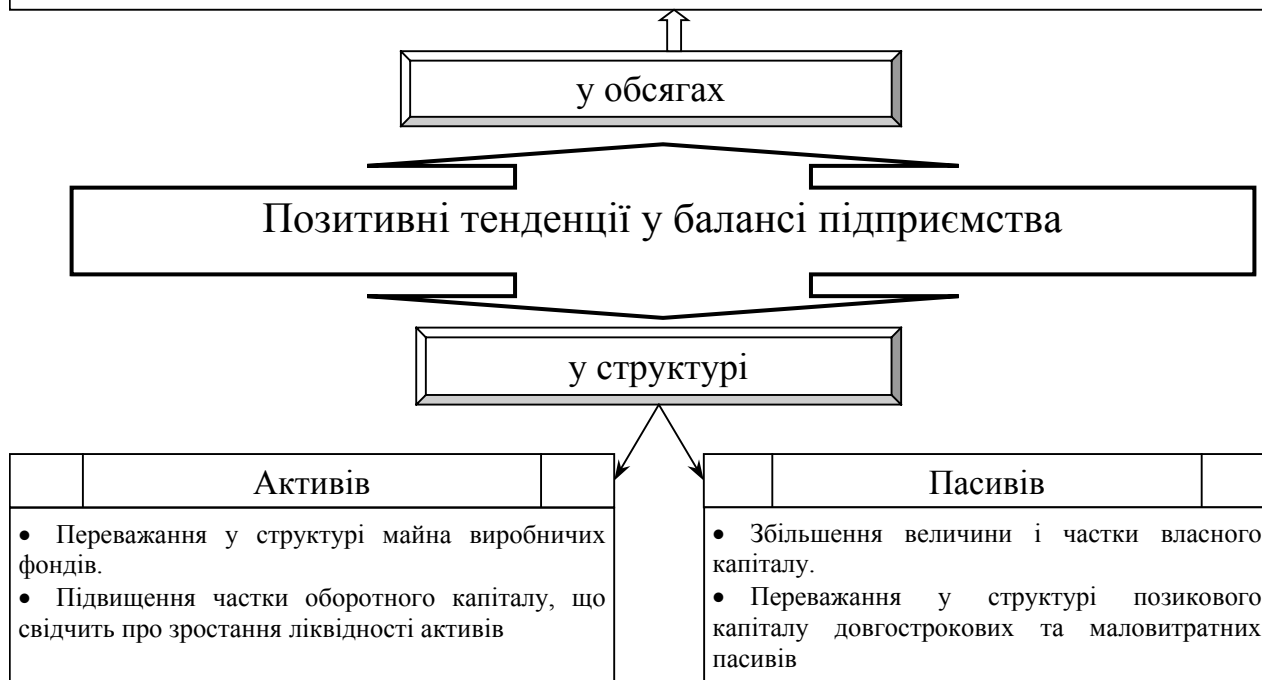 у обсягах
Позитивні тенденції у балансі підприємства
у структурі
Активів
• Переважання у структурі майна виробничих
фондів.
• Підвищення частки оборотного капіталу, що
свідчить про зростання ліквідності активів
Пасивів
• Збільшення величини і частки власного
капіталу.
• Переважання у структурі позикового
капіталу довгострокових та маловитратних
пасивів